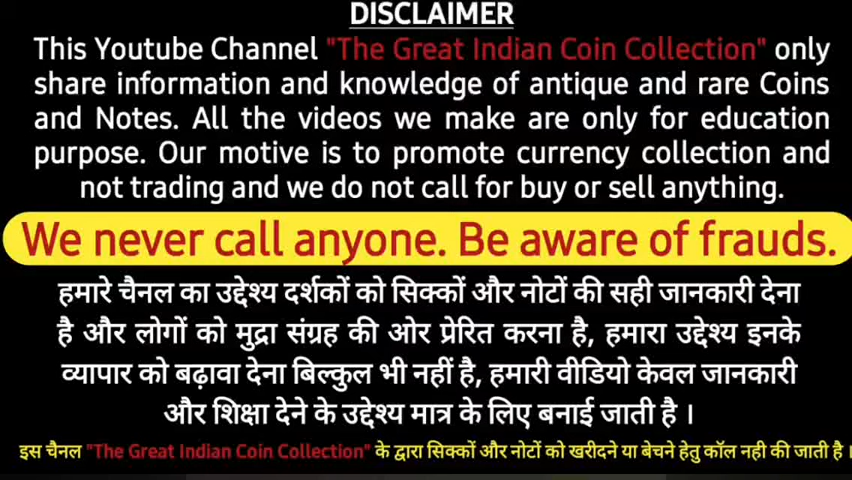 DISCLAIMER
This Youtube Channel "The Great Indian Coin Collection" only
share information and knowledge of antique and rare Coins
and Notes. All the videos we make are only for education
purpose. Our motive is to promote currency collection and
not trading and we do not call for buy or sell anything.
We never call anyone. Be aware of frauds.
हमारे चैनल का उद्देश्य दर्शकों को सिक्कों और नोटों की सही जानकारी देना
है और लोगों को मुद्रा संग्रह की ओर प्रेरित करना है, हमारा उद्देश्य इनके
व्यापार को बढ़ावा देना बिल्कुल भी नहीं है, हमारी वीडियो केवल जानकारी
और शिक्षा देने के उद्देश्य मात्र के लिए बनाई जाती है ।
इस चैनल "The Great Indian Coin Collection" के द्वारा सिक्कों और नोटों को खरीदने या बेचने हेतु कॉल नही की जाती है ।